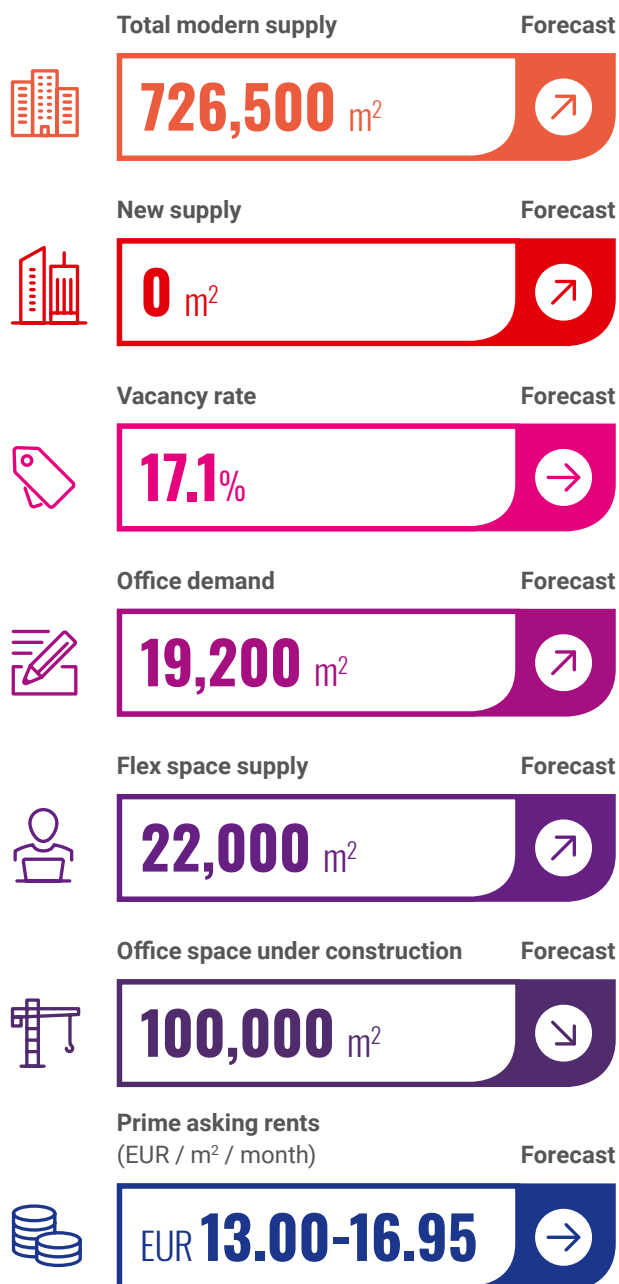 Total modern supply Forecast
726,500 m²
New supply Forecast
0 m²
Vacancy rate Forecast
17.1%
Office demand Forecast
19,200 m²
Flex space supply Forecast
22,000 m²
Office space under construction Forecast
100,000 m²
Prime asking rents
(EUR / m² / month) Forecast
EUR 13.00-16.95